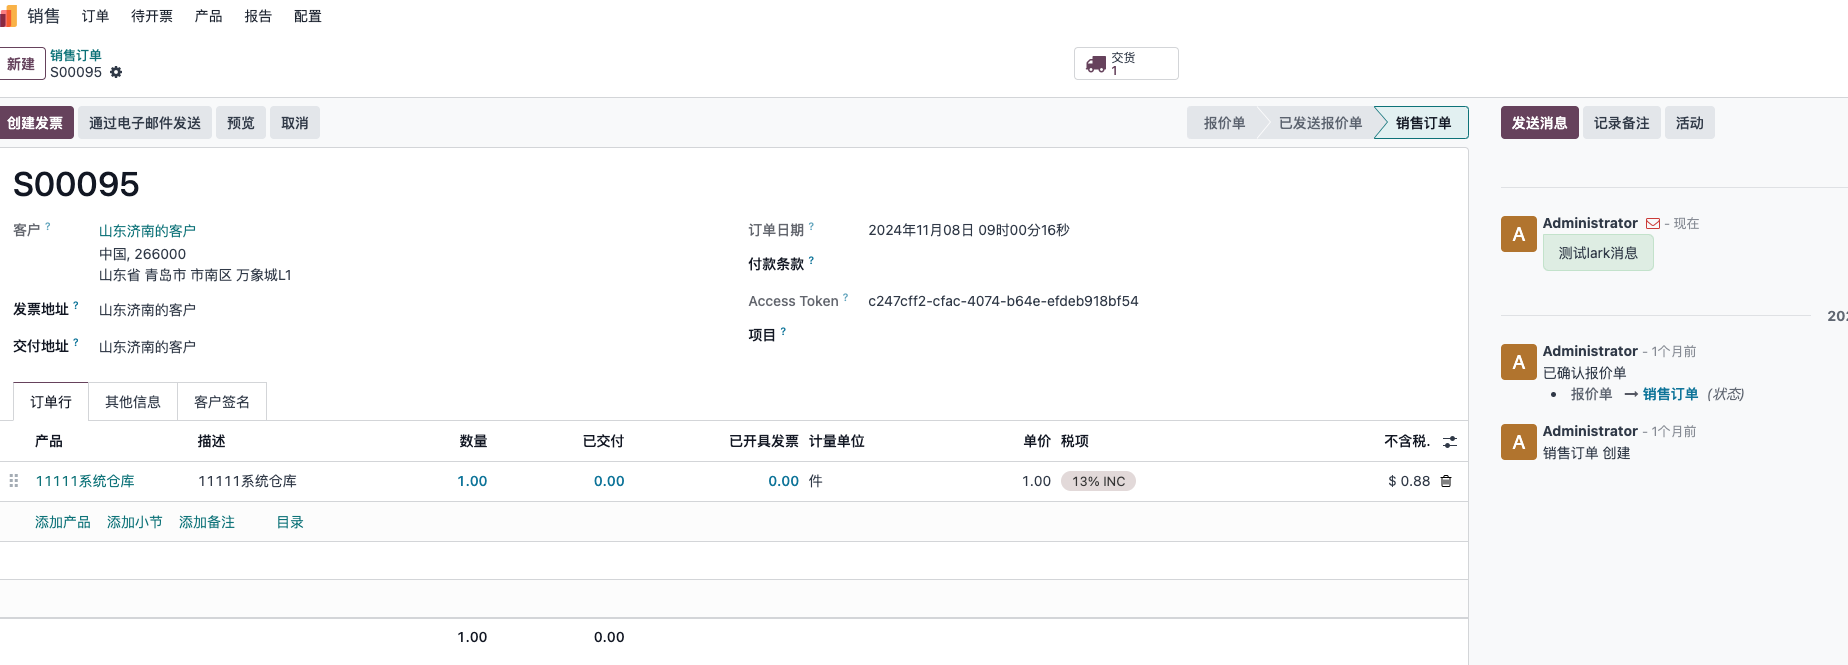 销售 订单 待开票 产品 报告 配置
新建 销售订单
S00095
交货
1
创建发票 通过电子邮件发送 预览 取消 报价单 已发送报价单 销售订单 发送消息 记录备注 活动
S00095
客户 ? 山东济南的客户
中国, 266000
山东省 青岛市 市南区 万象城L1
发票地址 ? 山东济南的客户
交付地址 ? 山东济南的客户
订单日期 ? 2024年11月08日 09时00分16秒
付款条款 ?
Access Token ? c247cff2-cfac-4074-b64e-efdeb918bf54
项目 ?
订单行 其他信息 客户签名
产品 描述 数量 已交付 已开具发票 计量单位 单价 税项 不含税.
11111系统仓库 11111系统仓库 1.00 0.00 0.00 件 1.00 13% INC $ 0.88
添加产品 添加小节 添加备注 目录
1.00 0.00
A Administrator - 现在
测试lark消息
A Administrator - 1个月前
已确认报价单
• 报价单 → 销售订单 (状态)
A Administrator - 1个月前
销售订单 创建